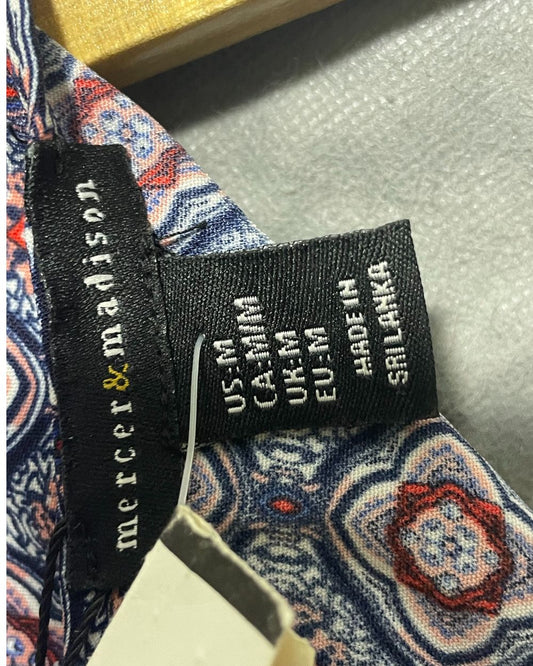 mercer&madison
US-M
CA-M/M
UK-M
EU-M
MADE IN
SRI LANKA